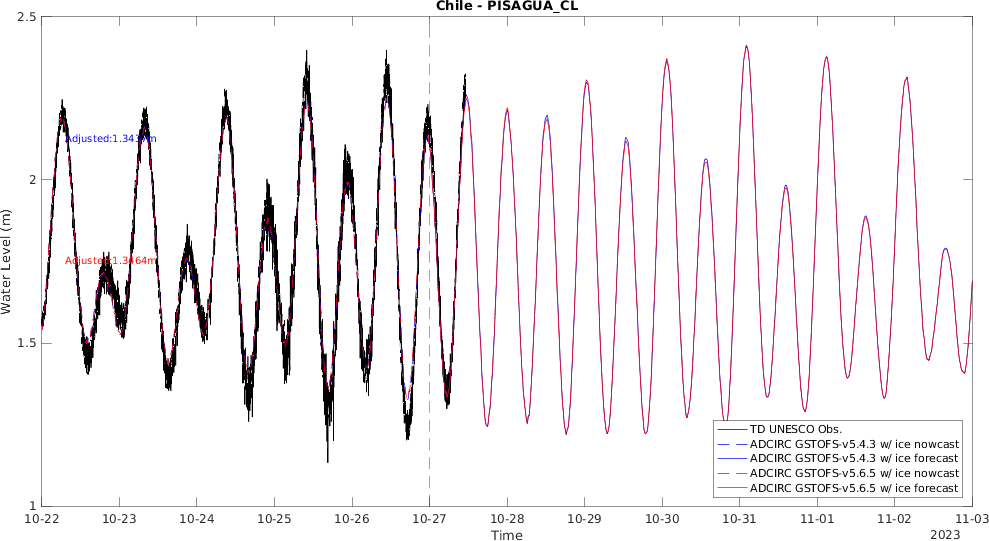 Chile - PISAGUA_CL
2.5
2
1.5
1
Water Level (m)
Adjusted:1.3464m
10-22
10-23
10-24
10-25
10-26
10-27
10-28
10-29
10-30
10-31
11-01
11-02
11-03
Time
2023
TD UNESCO Obs.
ADCIRC GSTOFS-v5.4.3 w/ ice nowcast
ADCIRC GSTOFS-v5.4.3 w/ ice forecast
ADCIRC GSTOFS-v5.6.5 w/ ice nowcast
ADCIRC GSTOFS-v5.6.5 w/ ice forecast